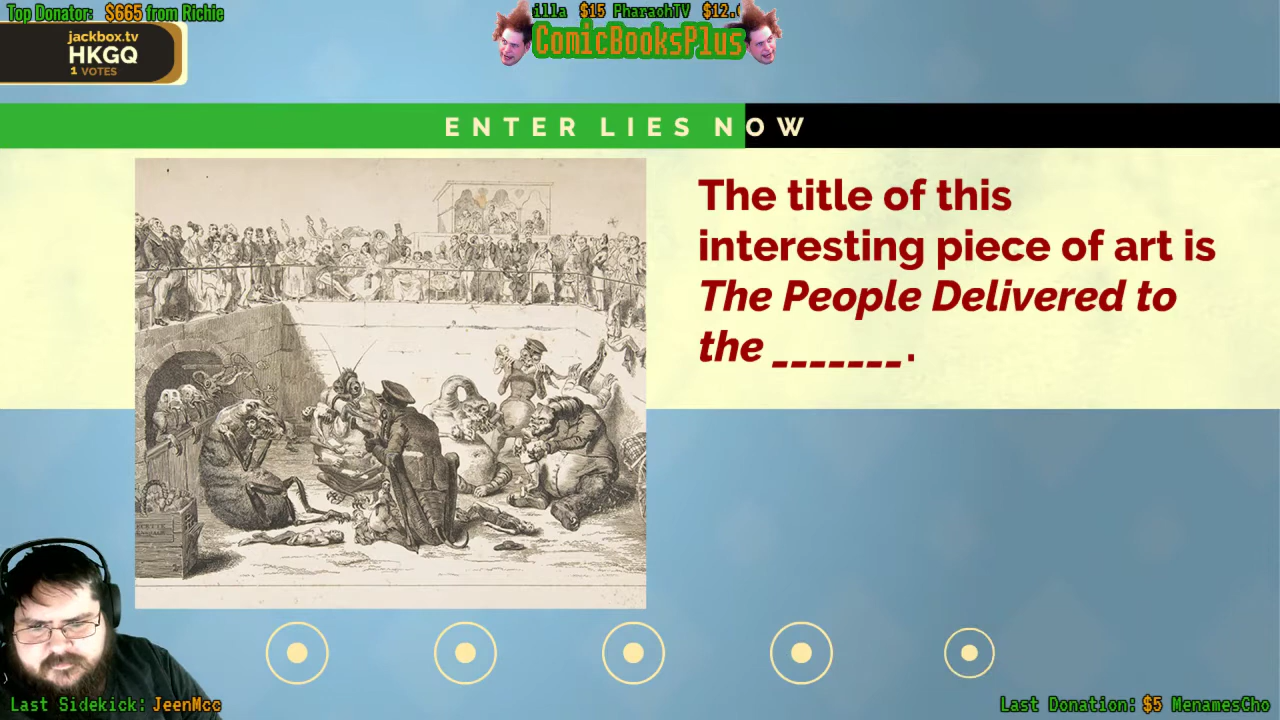 Top Donator: $665 from Richie
illa $15 PharaohTV $12.
ComicBooksPlus
jackbox.tv
HKGQ
1 VOTES
ENTER LIES NOW
The title of this
interesting piece of art is
The People Delivered to
the _______.
Last Sidekick: JeenMcc
Last Donation: $5 MenamesCho